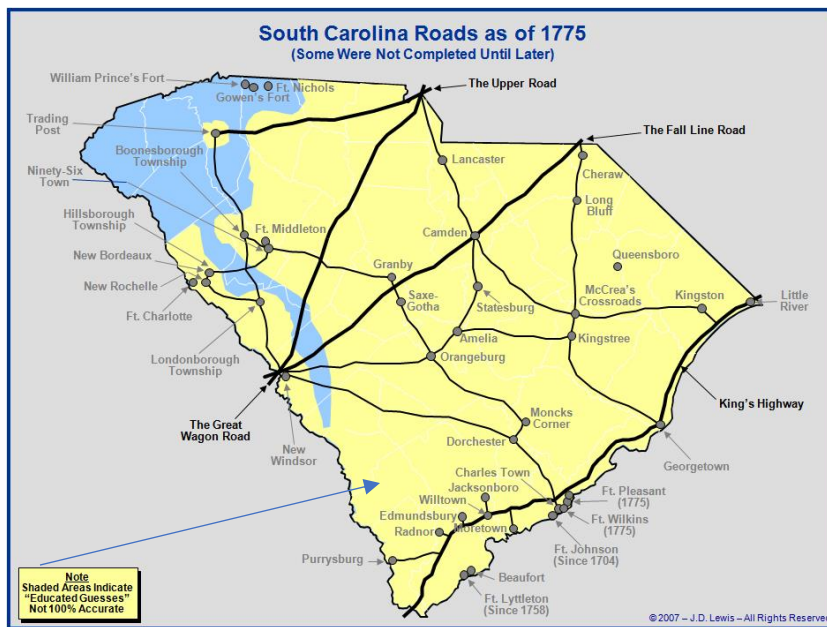 South Carolina Roads as of 1775
(Some Were Not Completed Until Later)
William Prince's Fort
Gowen's Fort
Ft. Nichols
The Upper Road
Trading
Post
The Fall Line Road
Boonesborough
Township
Lancaster
Cheraw
Ninety-Six
Town
Long
Bluff
Hillsborough
Township
Ft. Middleton
Camden
New Bordeaux
Queensboro
Granby
New Rochelle
Saxe-
Gotha
Statesburg
McCrea's
Crossroads
Kingston
Little
River
Ft. Charlotte
Amelia
Kingstree
Londonborough
Township
Orangeburg
King's Highway
The Great
Wagon Road
New
Windsor
Moncks
Corner
Dorchester
Georgetown
Charles Town
Jacksonboro
Ft. Pleasant
(1775)
Willtown
Edmundsbury
Ft. Wilkins
(1775)
Radnor
Moretown
Ft. Johnson
(Since 1704)
Purrysburg
Beaufort
Ft. Lyttleton
(Since 1758)
Note
Shaded Areas Indicate
"Educated Guesses"
Not 100% Accurate
© 2007 – J.D. Lewis – All Rights Reserved